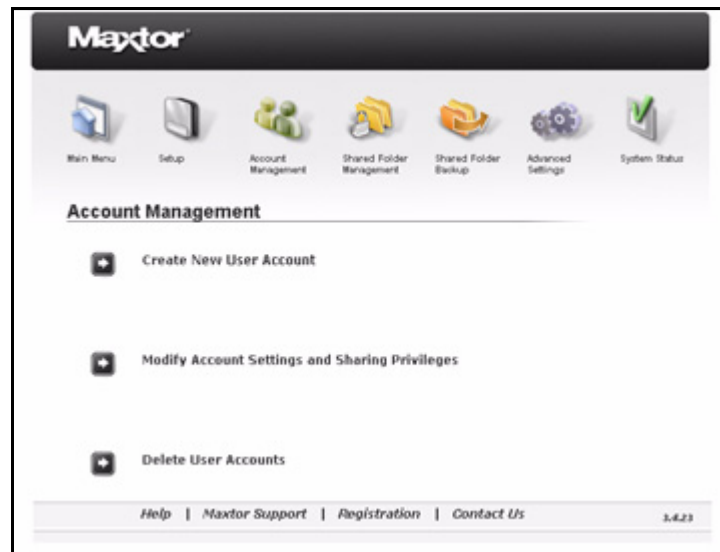 Maxtor
Main Menu
Setup
Account Management
Shared Folder Management
Shared Folder Backup
Advanced Settings
System Status
Account Management
Create New User Account
Modify Account Settings and Sharing Privileges
Delete User Accounts
Help | Maxtor Support | Registration | Contact Us